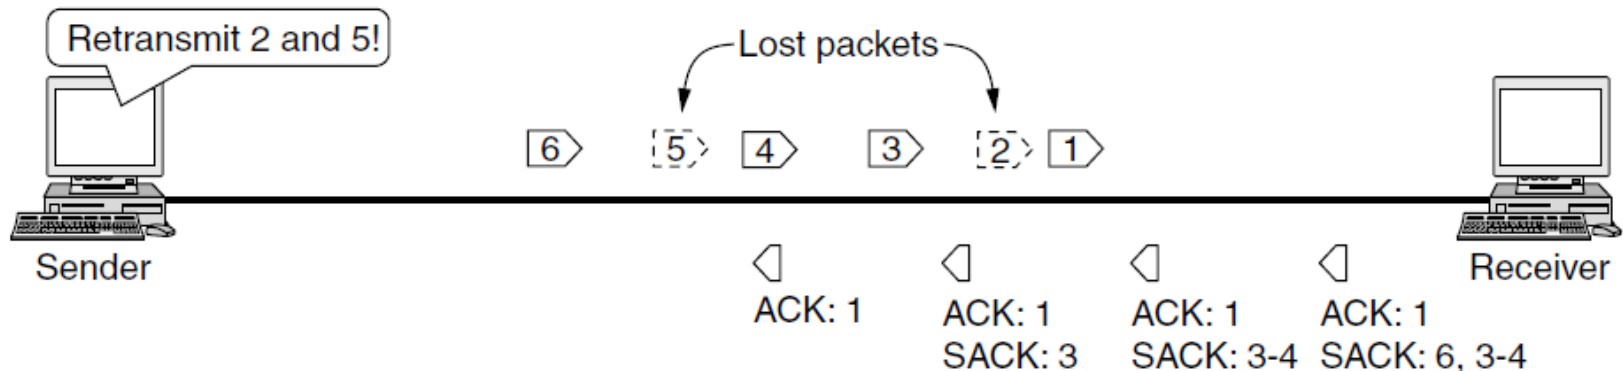 Retransmit 2 and 5!
Lost packets
6 5 4 3 2 1
Sender
Receiver
ACK: 1
ACK: 1
SACK: 3
ACK: 1
SACK: 3-4
ACK: 1
SACK: 6, 3-4